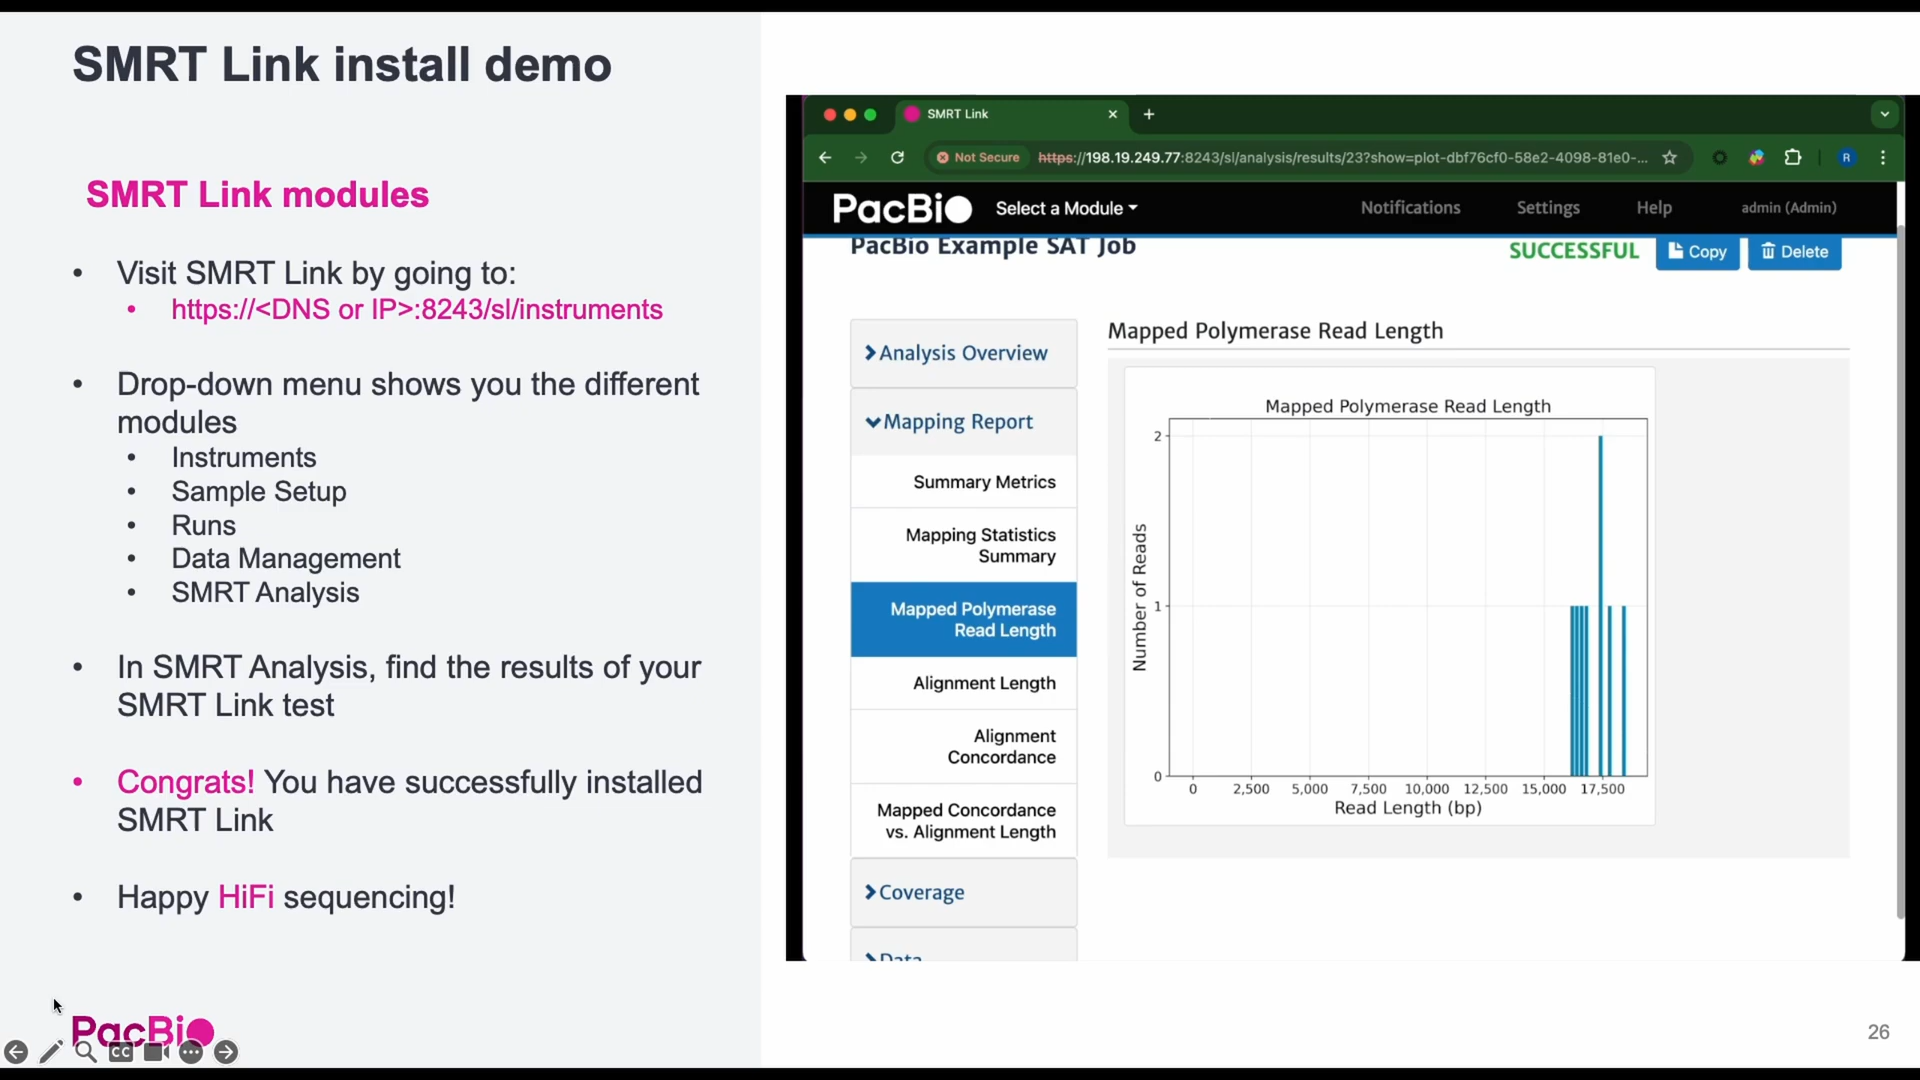 SMRT Link install demo
SMRT Link modules
• Visit SMRT Link by going to:
• https://<DNS or IP>:8243/sl/instruments
• Drop-down menu shows you the different
modules
• Instruments
• Sample Setup
• Runs
• Data Management
• SMRT Analysis
• In SMRT Analysis, find the results of your
SMRT Link test
• Congrats! You have successfully installed
SMRT Link
• Happy HiFi sequencing!
PacBio
CC
SMRT Link
Not Secure https://198.19.249.77:8243/sl/analysis/results/23?show=plot-dbf76cf0-58e2-4098-81e0-...
R
PacBio Select a Module Notifications Settings Help admin (Admin)
PacBio Example SAT Job SUCCESSFUL Copy Delete
Analysis Overview
Mapping Report
Summary Metrics
Mapping Statistics
Summary
Mapped Polymerase
Read Length
Alignment Length
Alignment
Concordance
Mapped Concordance
vs. Alignment Length
Coverage
Data
Mapped Polymerase Read Length
Mapped Polymerase Read Length
Number of Reads
2
1
0
0 2,500 5,000 7,500 10,000 12,500 15,000 17,500
Read Length (bp)
26